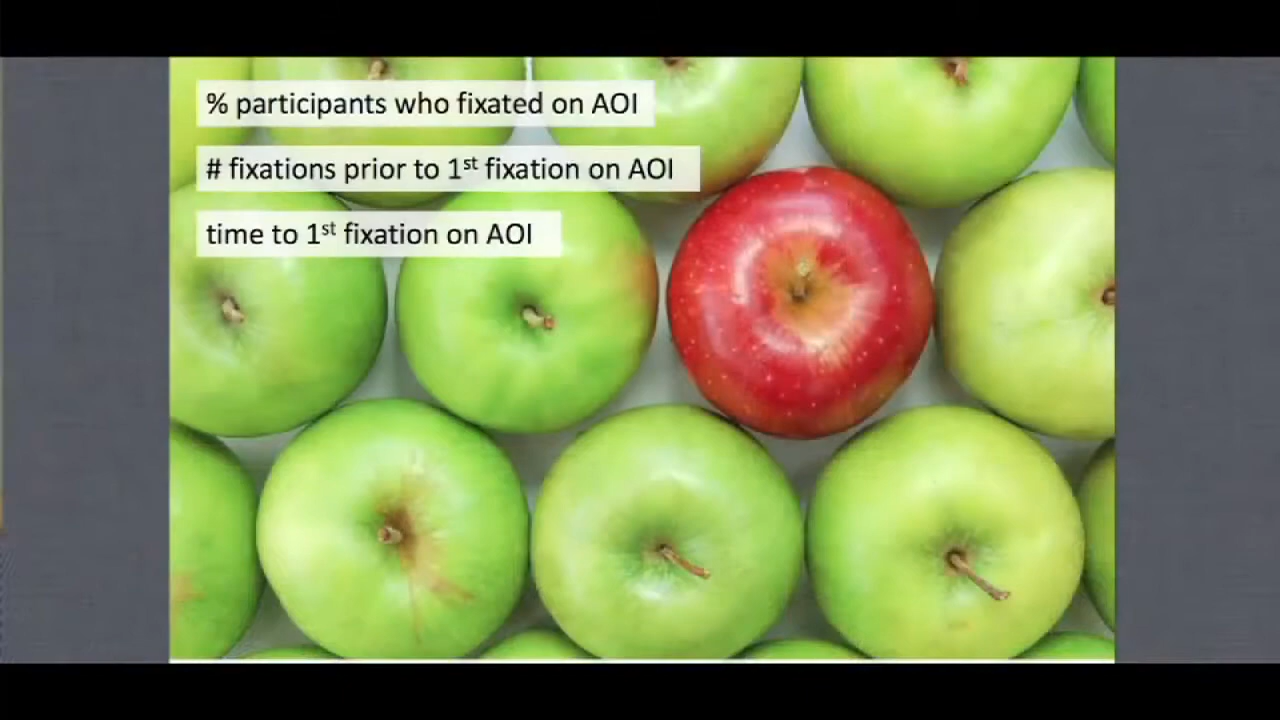 % participants who fixated on AOI
# fixations prior to 1st fixation on AOI
time to 1st fixation on AOI